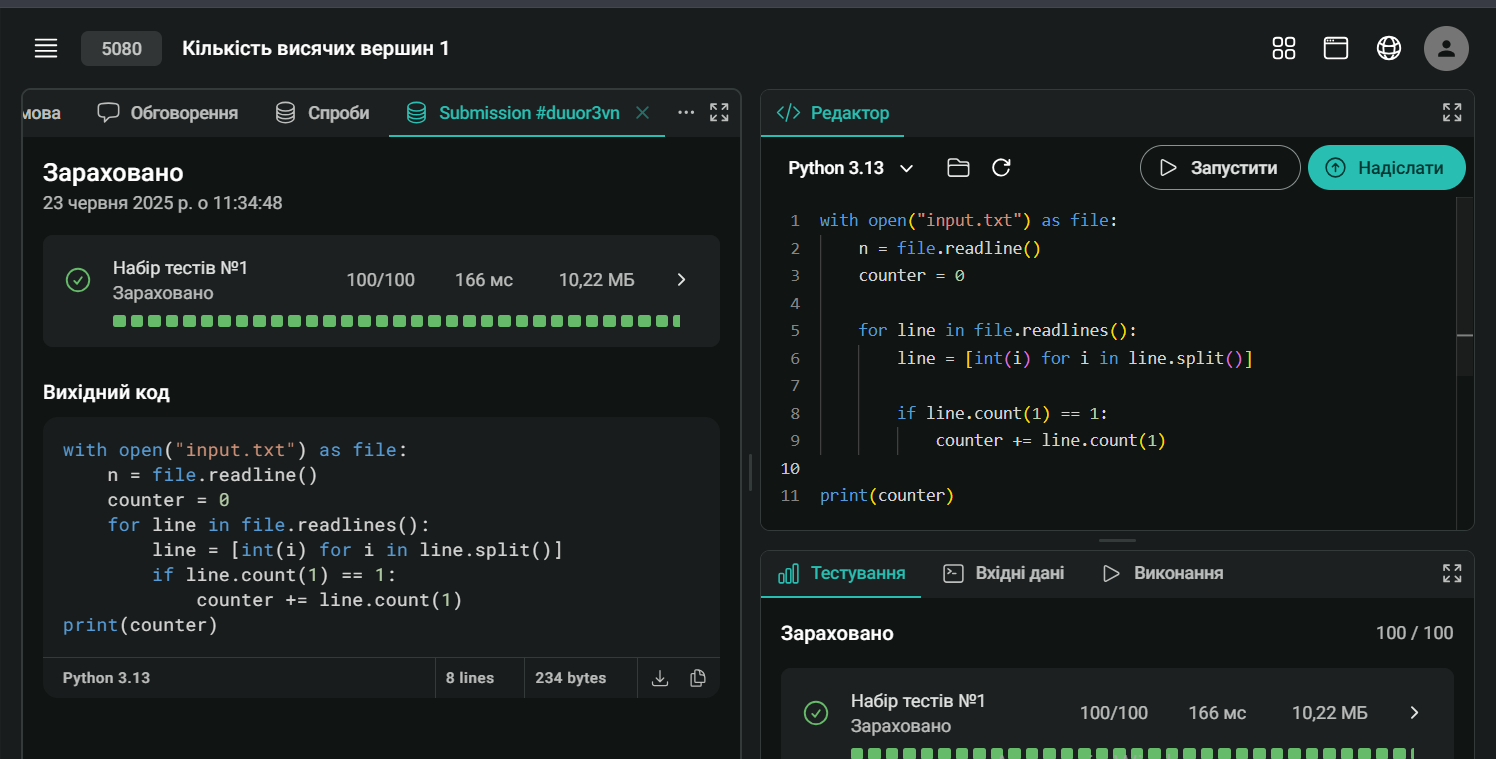 5080
Кількість висячих вершин 1
мова
Обговорення
Спроби
Submission #duuor3vn
Зараховано
23 червня 2025 р. о 11:34:48
Набір тестів №1
Зараховано
100/100
166 мс
10,22 МБ
Вихідний код
with open("input.txt") as file:
    n = file.readline()
    counter = 0
    for line in file.readlines():
        line = [int(i) for i in line.split()]
        if line.count(1) == 1:
            counter += line.count(1)
print(counter)
Python 3.13
8 lines
234 bytes
Редактор
Python 3.13
Запустити
Надіслати
1 with open("input.txt") as file:
2     n = file.readline()
3     counter = 0
4
5     for line in file.readlines():
6         line = [int(i) for i in line.split()]
7
8         if line.count(1) == 1:
9             counter += line.count(1)
10
11 print(counter)
Тестування
Вхідні дані
Виконання
Зараховано
100 / 100
Набір тестів №1
Зараховано
100/100
166 мс
10,22 МБ